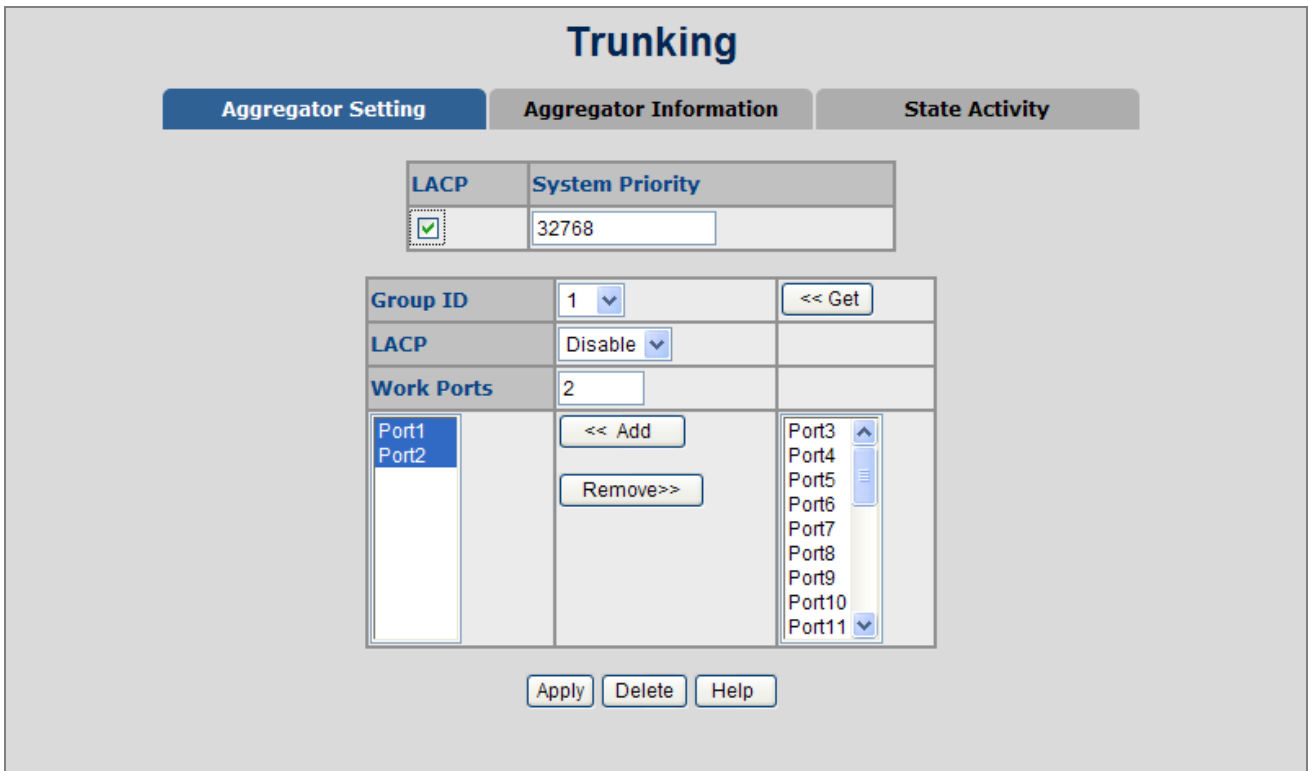 Trunking
Aggregator Setting
Aggregator Information
State Activity
LACP
System Priority
32768
Group ID
1
<< Get
LACP
Disable
Work Ports
2
Port1
Port2
<< Add
Remove>>
Port3
Port4
Port5
Port6
Port7
Port8
Port9
Port10
Port11
Apply
Delete
Help